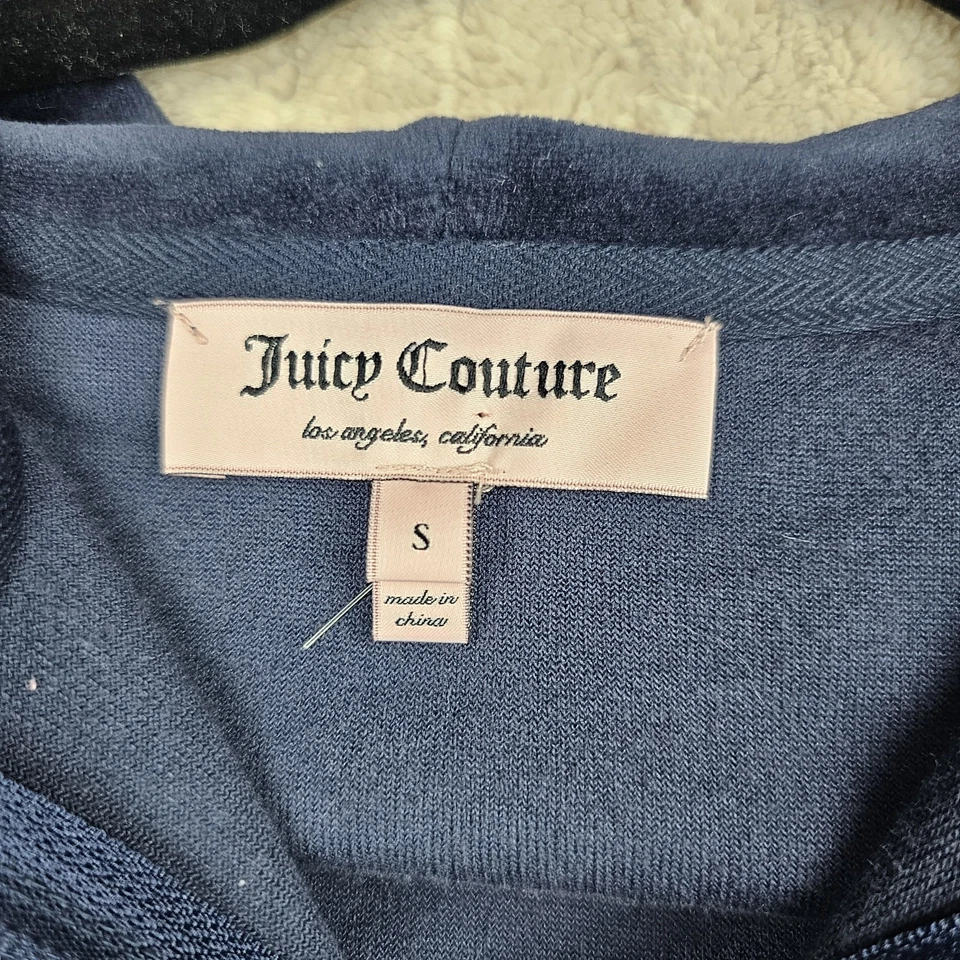 Juicy Couture
los angeles, california
S
made in
china